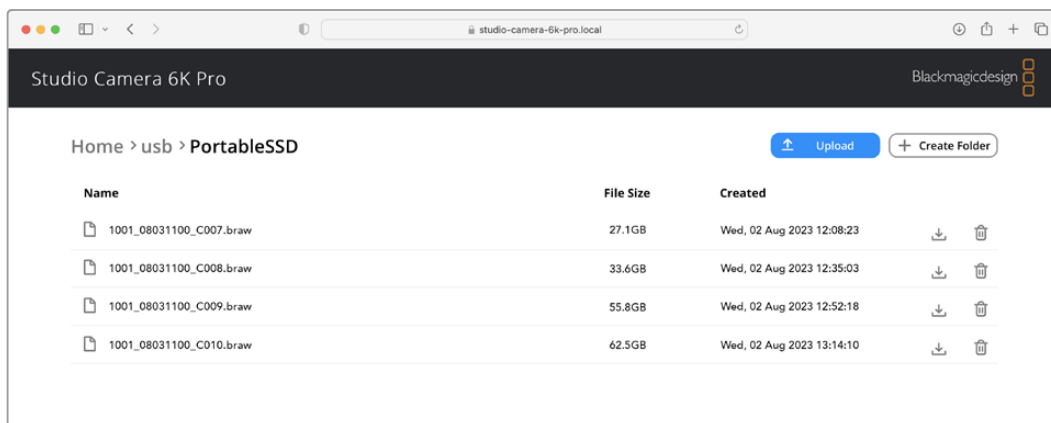 studio-camera-6k-pro.local
Studio Camera 6K Pro
Blackmagicdesign
Home > usb > PortableSSD
Upload
+ Create Folder
Name File Size Created
1001_08031100_C007.braw 27.1GB Wed, 02 Aug 2023 12:08:23
1001_08031100_C008.braw 33.6GB Wed, 02 Aug 2023 12:35:03
1001_08031100_C009.braw 55.8GB Wed, 02 Aug 2023 12:52:18
1001_08031100_C010.braw 62.5GB Wed, 02 Aug 2023 13:14:10